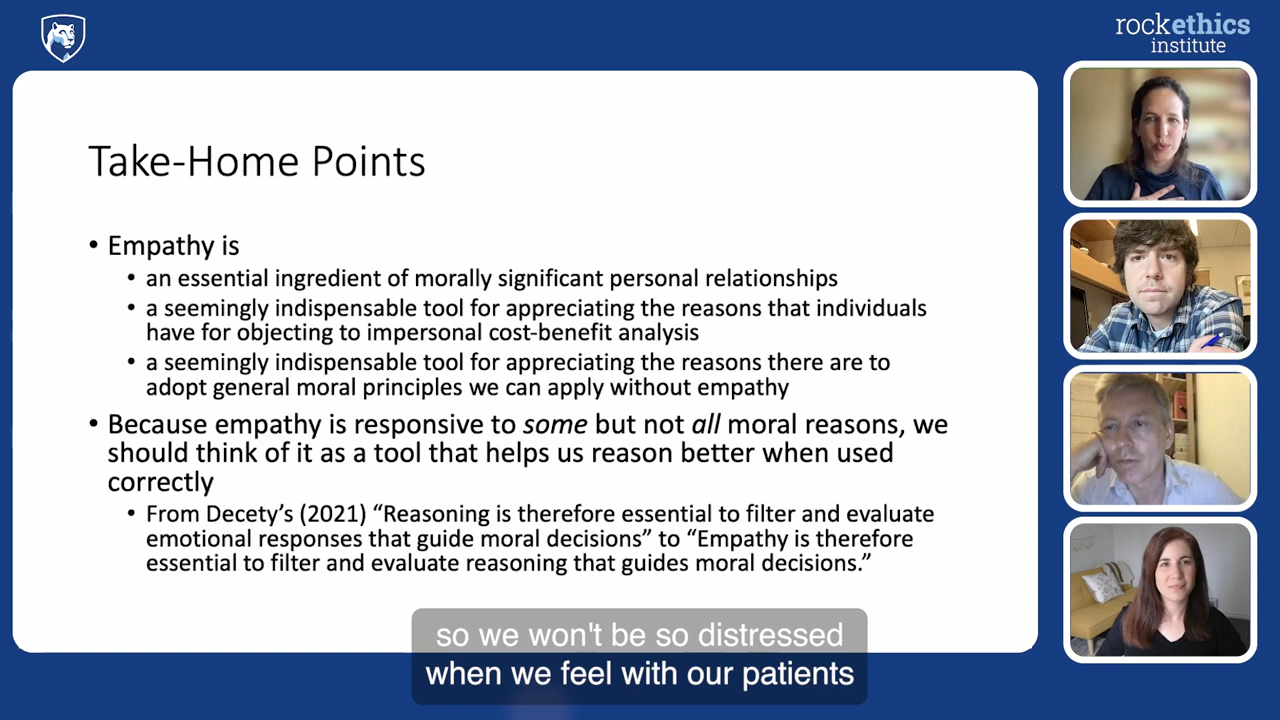 rockethics
institute
Take-Home Points
• Empathy is
• an essential ingredient of morally significant personal relationships
• a seemingly indispensable tool for appreciating the reasons that individuals
have for objecting to impersonal cost-benefit analysis
• a seemingly indispensable tool for appreciating the reasons there are to
adopt general moral principles we can apply without empathy
• Because empathy is responsive to some but not all moral reasons, we
should think of it as a tool that helps us reason better when used
correctly
• From Decety's (2021) “Reasoning is therefore essential to filter and evaluate
emotional responses that guide moral decisions” to “Empathy is therefore
essential to filter and evaluate reasoning that guides moral decisions.”
so we won't be so distressed
when we feel with our patients